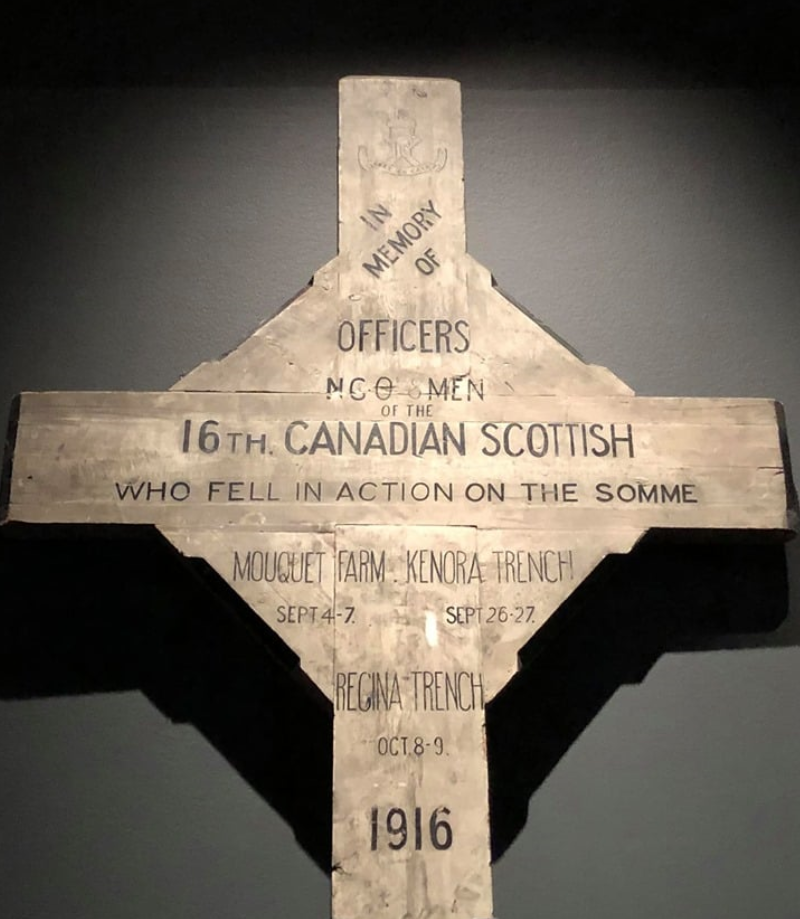 IN
MEMORY
OF
OFFICERS
NCO & MEN
OF THE
16TH. CANADIAN SCOTTISH
WHO FELL IN ACTION ON THE SOMME
MOUQUET FARM. KENORA TRENCH
SEPT 4-7. SEPT 26-27.
REGINA TRENCH
OCT. 8-9.
1916